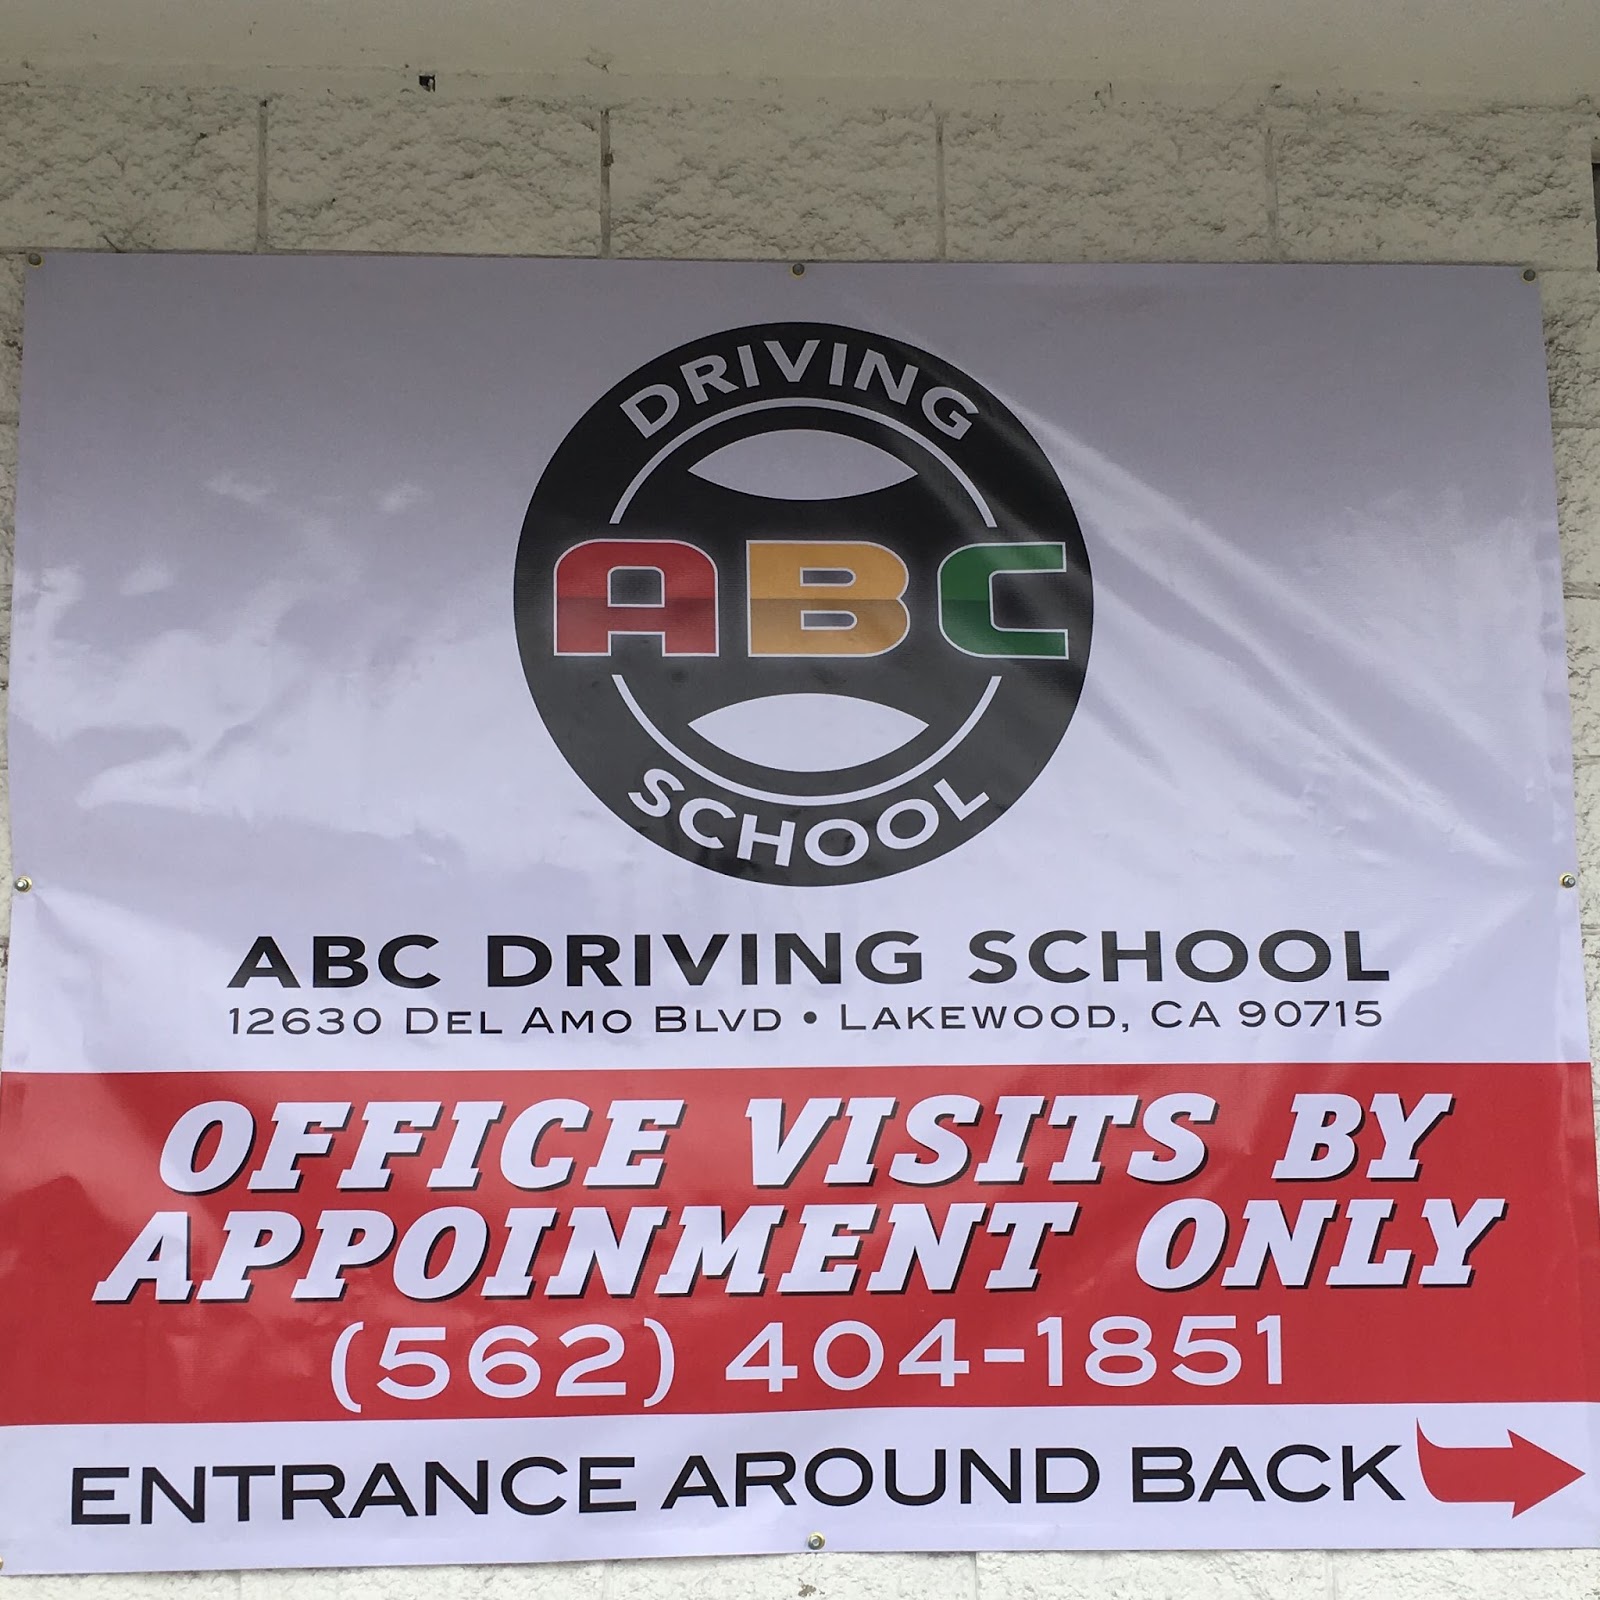 DRIVING
ABC
SCHOOL
ABC DRIVING SCHOOL
12630 DEL AMO BLVD • LAKEWOOD, CA 90715
OFFICE VISITS BY
APPOINMENT ONLY
(562) 404-1851
ENTRANCE AROUND BACK